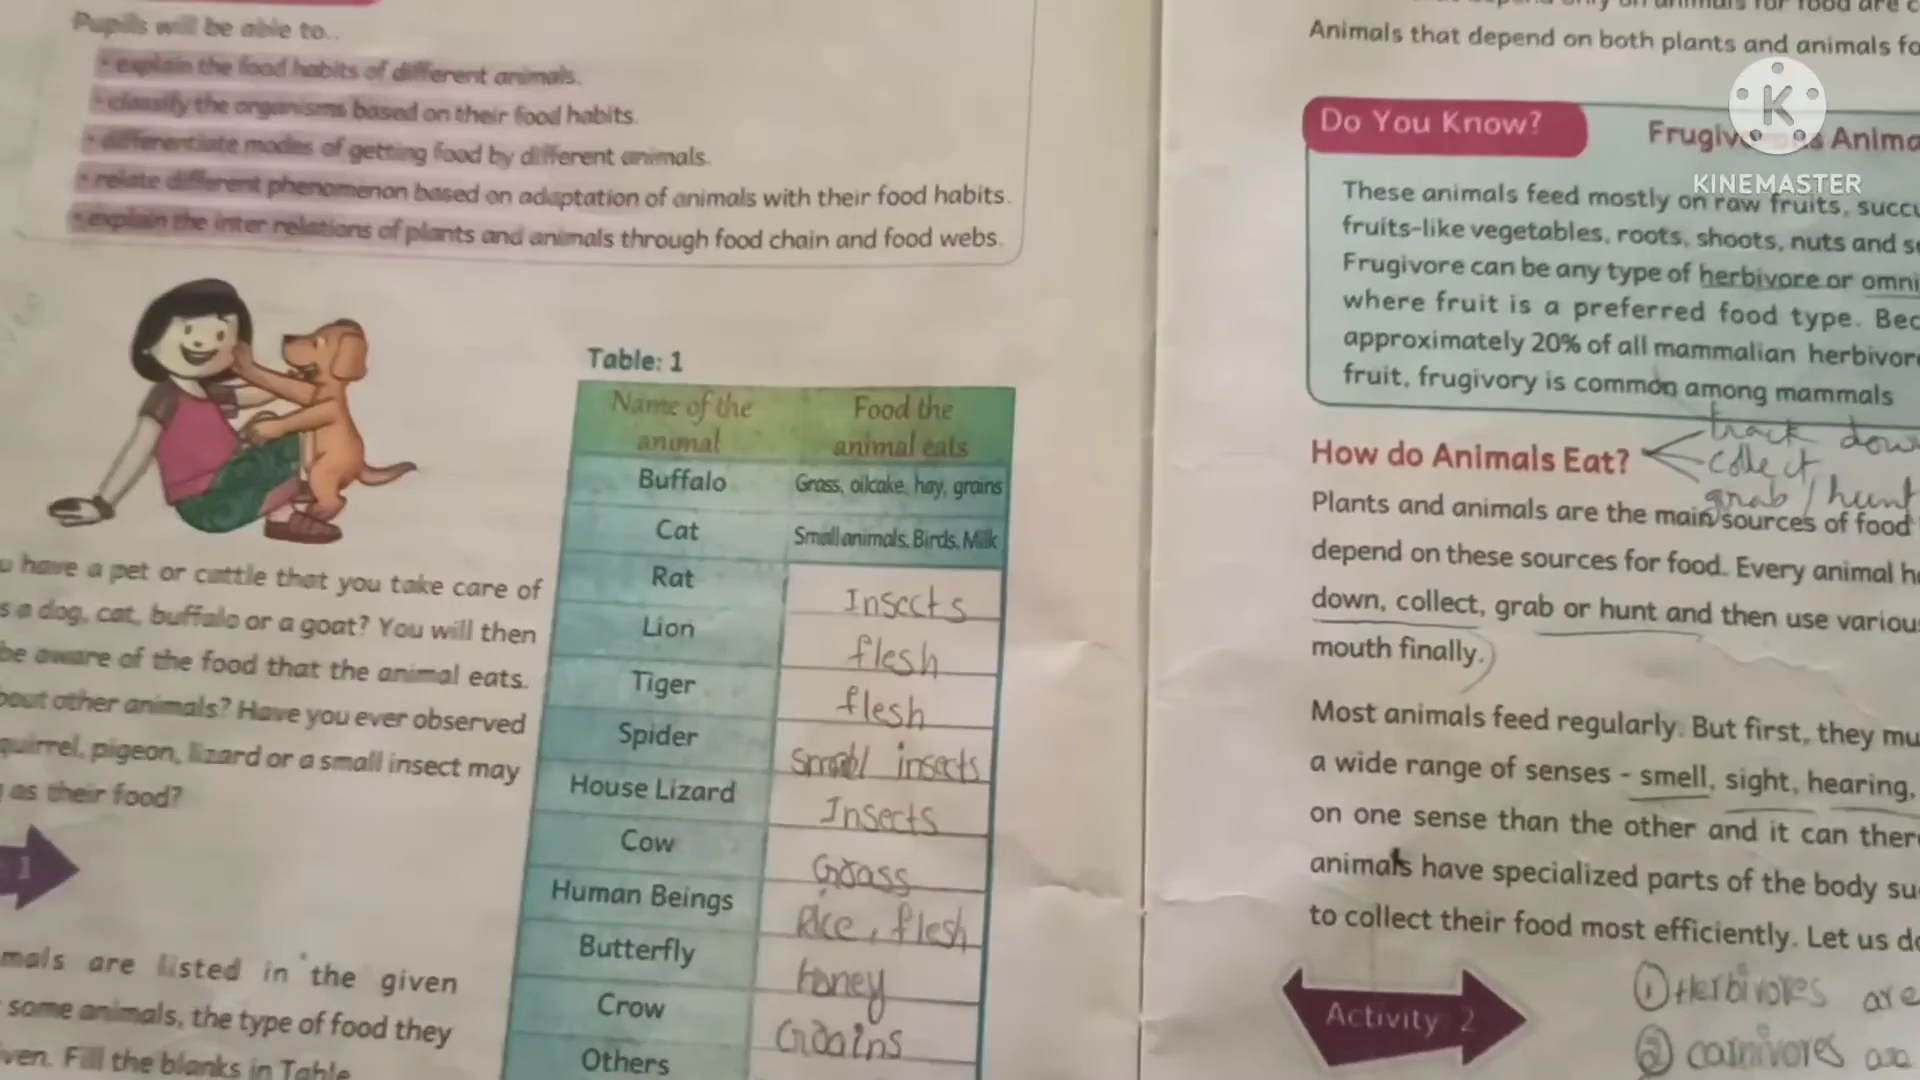 Pupils will be able to..
• explain the food habits of different animals.
• classify the organisms based on their food habits.
• differentiate modes of getting food by different animals.
• relate different phenomenon based on adaptation of animals with their food habits.
• explain the inter relations of plants and animals through food chain and food webs.
have a pet or cattle that you take care of
a dog, cat, buffalo or a goat? You will then
be aware of the food that the animal eats.
other animals? Have you ever observed
pigeon, lizard or a small insect may
as their food?
1
are listed in the given
some animals, the type of food they
Fill the blanks in Table
Table: 1
Name of the animal Food the animal eats
Buffalo Grass, oilcake, hay, grains
Cat Small animals, Birds, Milk
Rat Insects
Lion flesh
Tiger flesh
Spider small insects
House Lizard Insects
Cow Grass
Human Beings Rice, flesh
Butterfly honey
Crow Grains
Others
on animals for food are
Animals that depend on both plants and animals
Do You Know?
KINEMASTER
These animals feed mostly on raw fruits,
fruits-like vegetables, roots, shoots, nuts and
Frugivore can be any type of herbivore or
where fruit is a preferred food type.
approximately 20% of all mammalian
fruit, frugivory is common among mammals
How do Animals Eat?
track down
collect
grab / hunt
Plants and animals are the main sources of food
depend on these sources for food. Every animal
down, collect, grab or hunt and then use
mouth finally.
Most animals feed regularly. But first, they
a wide range of senses - smell, sight, hearing,
on one sense than the other and it can
animals have specialized parts of the body
to collect their food most efficiently. Let us
Activity 2
① Herbivores are
② carnivores are